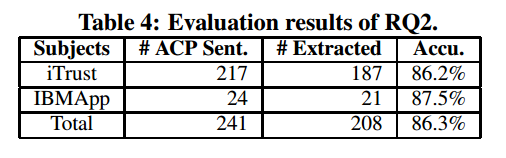 Table 4: Evaluation results of RQ2.
Subjects # ACP Sent. # Extracted Accu.
iTrust 217 187 86.2%
IBMApp 24 21 87.5%
Total 241 208 86.3%